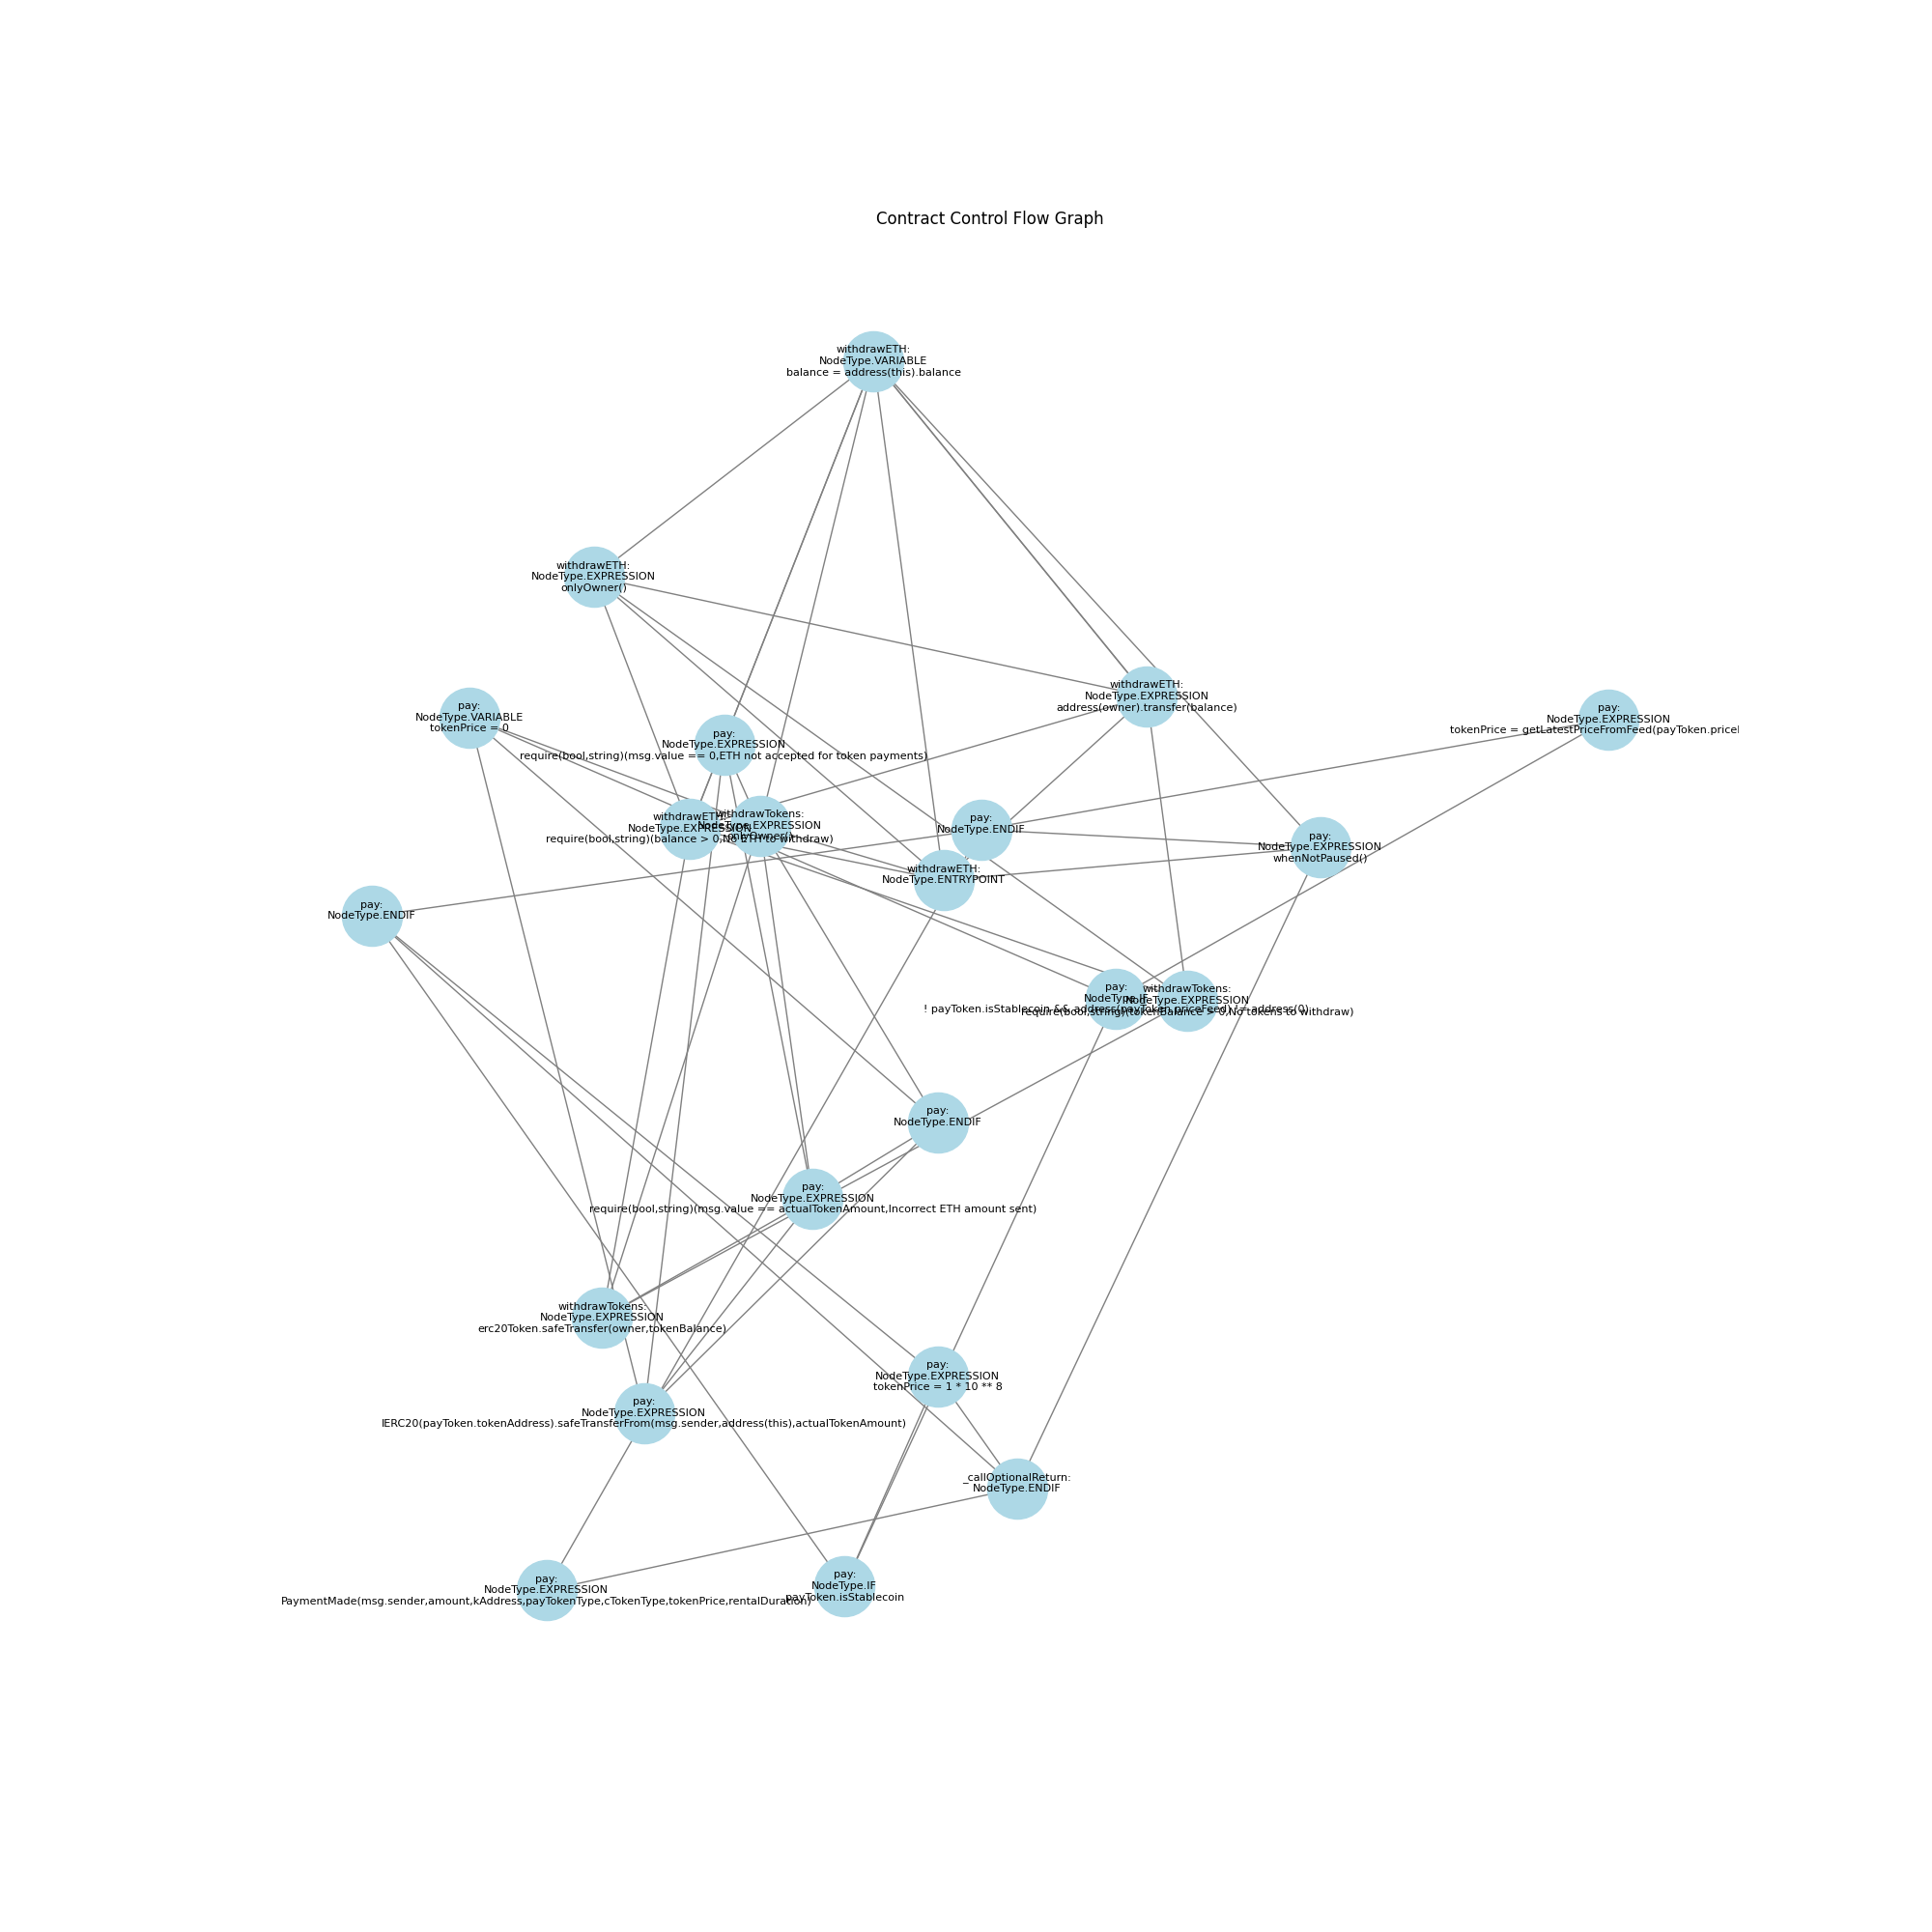 Contract Control Flow Graph
withdrawETH:
NodeType.VARIABLE
balance = address(this).balance
withdrawETH:
NodeType.EXPRESSION
onlyOwner()
withdrawETH:
NodeType.EXPRESSION
address(owner).transfer(balance)
pay:
NodeType.VARIABLE
tokenPrice = 0
pay:
NodeType.EXPRESSION
tokenPrice = getLatestPriceFromFeed(payToken.pricel
pay:
NodeType.EXPRESSION
require(bool,string)(msg.value == 0,ETH not accepted for token payments)
withdrawETH:
NodeType.EXPRESSION
require(bool,string)(balance > 0,No ETH to withdraw)
withdrawTokens:
NodeType.EXPRESSION
onlyOwner()
pay:
NodeType.ENDIF
pay:
NodeType.EXPRESSION
whenNotPaused()
withdrawETH:
NodeType.ENTRYPOINT
pay:
NodeType.ENDIF
pay:
NodeType.IF
! payToken.isStablecoin && address(payToken.priceFeed) != address(0)
withdrawTokens:
NodeType.EXPRESSION
require(bool,string)(tokenBalance > 0,No tokens to withdraw)
pay:
NodeType.ENDIF
pay:
NodeType.EXPRESSION
require(bool,string)(msg.value == actualTokenAmount,Incorrect ETH amount sent)
withdrawTokens:
NodeType.EXPRESSION
erc20Token.safeTransfer(owner,tokenBalance)
pay:
NodeType.EXPRESSION
tokenPrice = 1 * 10 ** 8
pay:
NodeType.EXPRESSION
IERC20(payToken.tokenAddress).safeTransferFrom(msg.sender,address(this),actualTokenAmount)
_callOptionalReturn:
NodeType.ENDIF
pay:
NodeType.EXPRESSION
PaymentMade(msg.sender,amount,kAddress,payTokenType,cTokenType,tokenPrice,rentalDuration)
pay:
NodeType.IF
payToken.isStablecoin